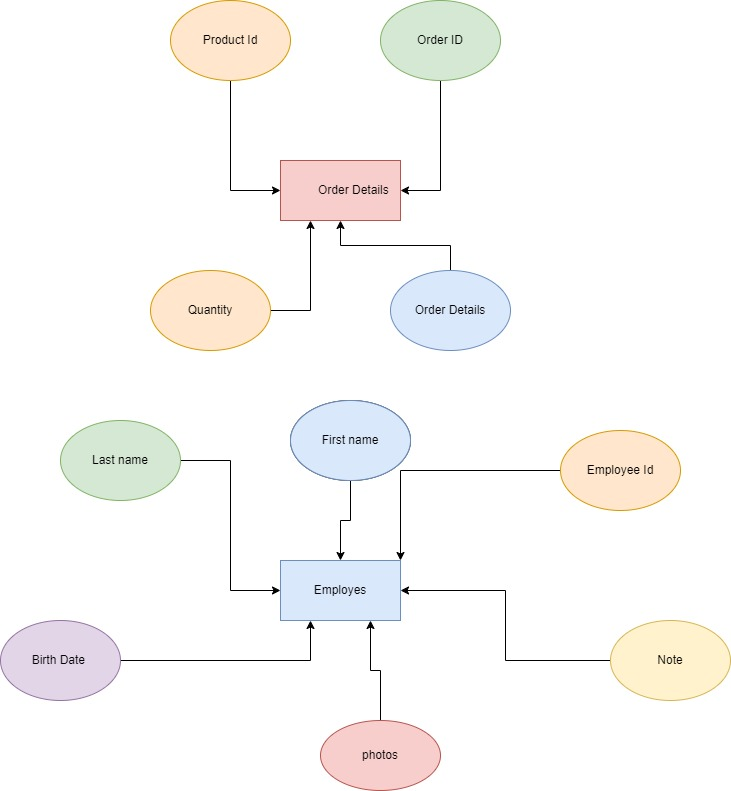 Product Id
Order ID
Order Details
Quantity
Order Details
First name
Last name
Employee Id
Employes
Birth Date
Note
photos